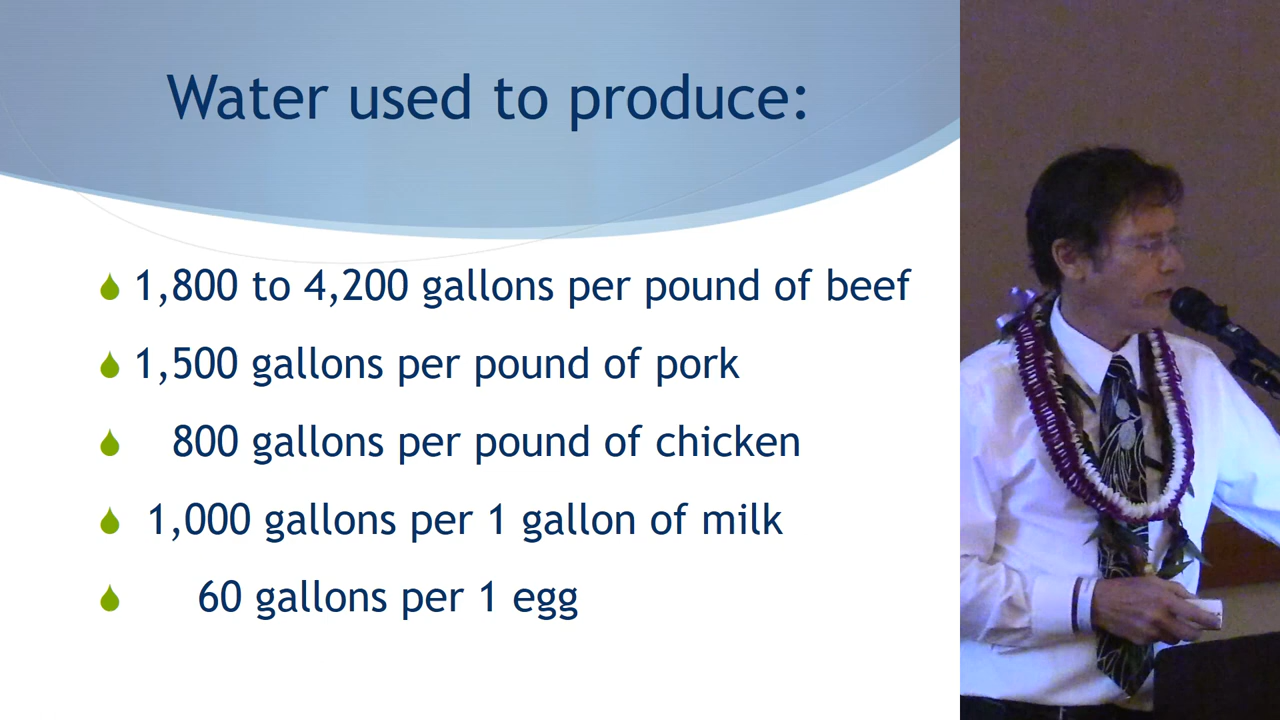 Water used to produce:
1,800 to 4,200 gallons per pound of beef
1,500 gallons per pound of pork
800 gallons per pound of chicken
1,000 gallons per 1 gallon of milk
60 gallons per 1 egg